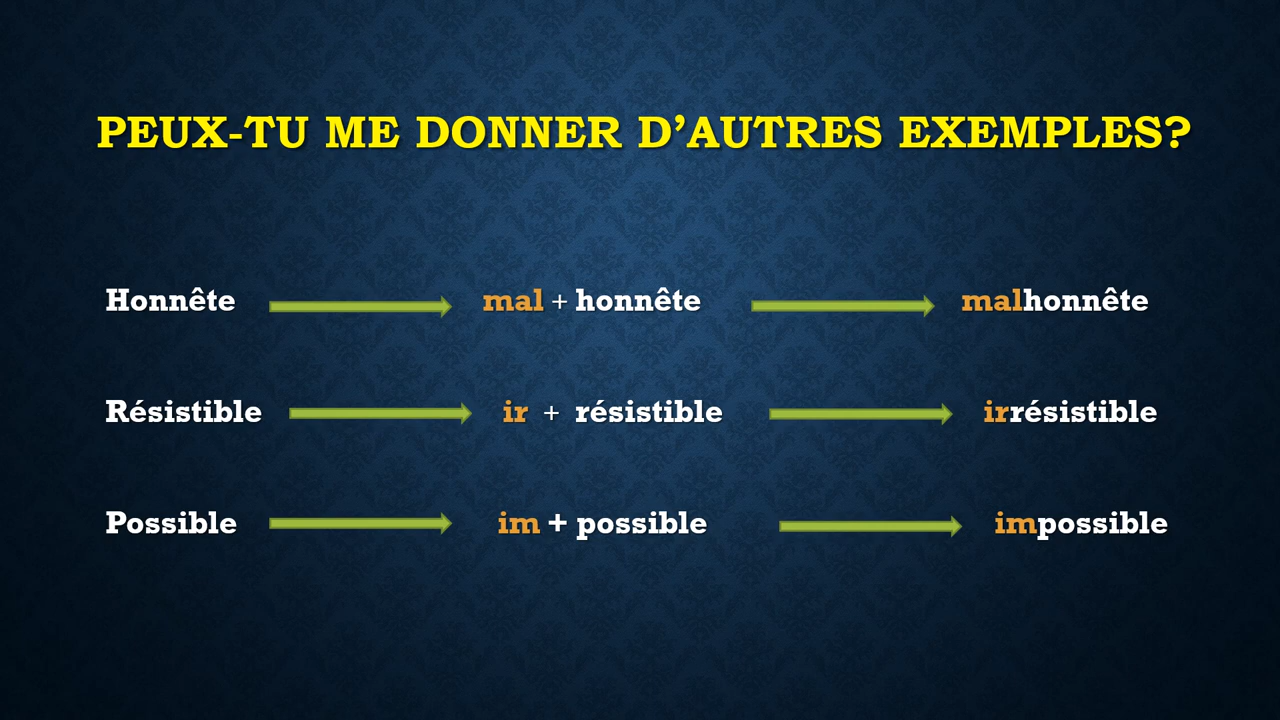 PEUX-TU ME DONNER D’AUTRES EXEMPLES?
Honnête mal + honnête malhonnête
Résistible ir + résistible irrésistible
Possible im + possible impossible